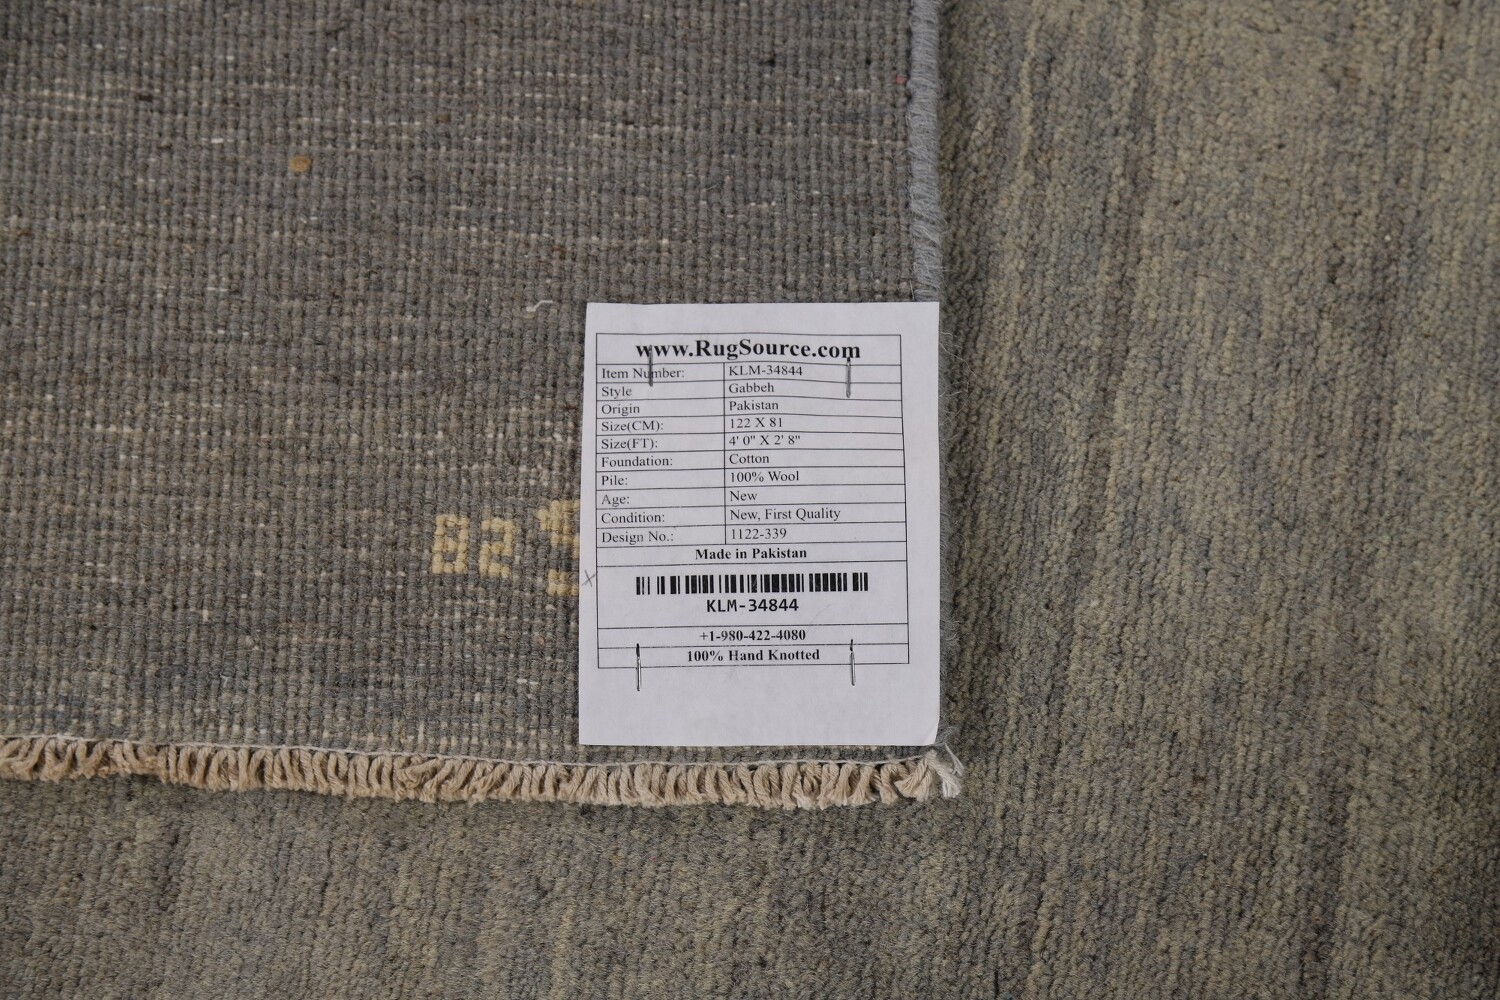 www.RugSource.com
Item Number: KLM-34844
Style Gabbeh
Origin Pakistan
Size(CM): 122 X 81
Size(FT): 4' 0" X 2' 8"
Foundation: Cotton
Pile: 100% Wool
Age: New
Condition: New, First Quality
Design No.: 1122-339
Made in Pakistan
KLM-34844
+1-980-422-4080
100% Hand Knotted